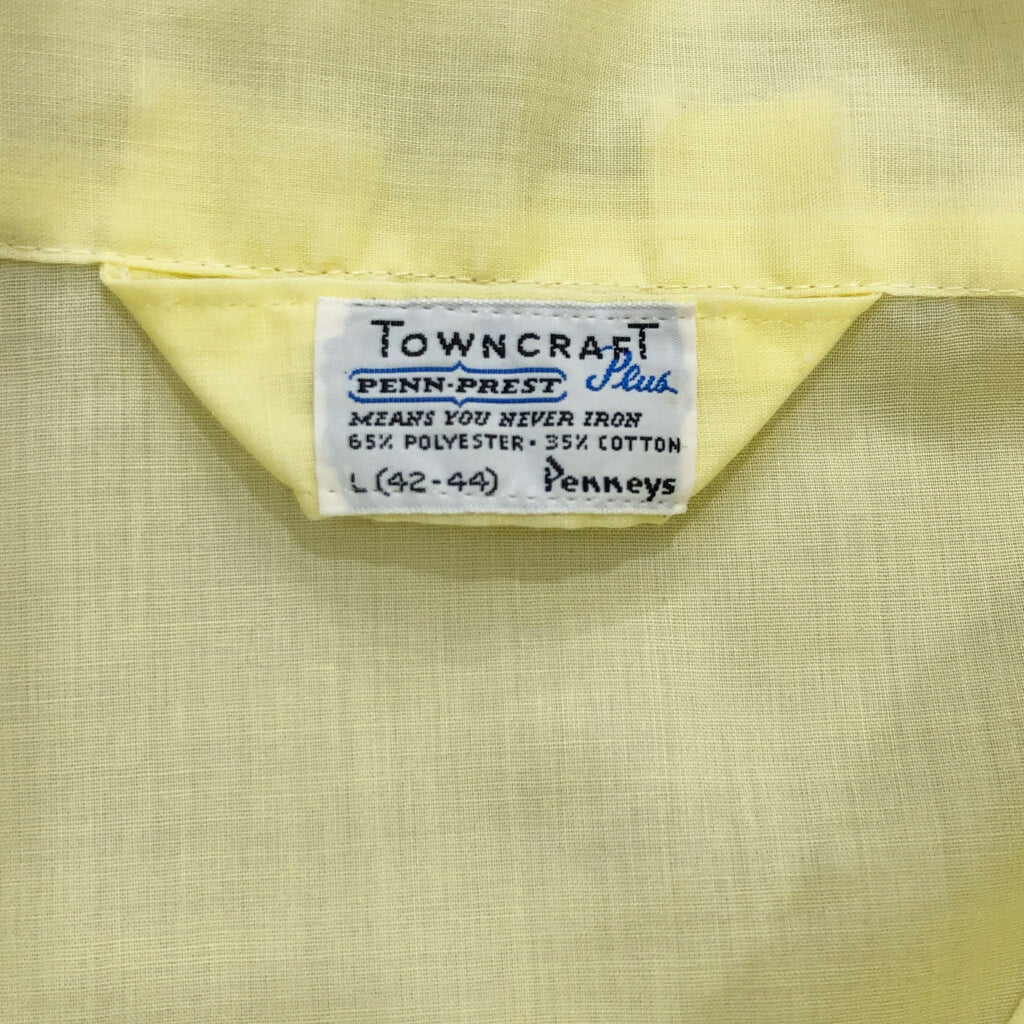 TOWNCRAFT
Plus
PENN-PREST
MEANS YOU NEVER IRON
65% POLYESTER · 35% COTTON
L (42-44) Penneys